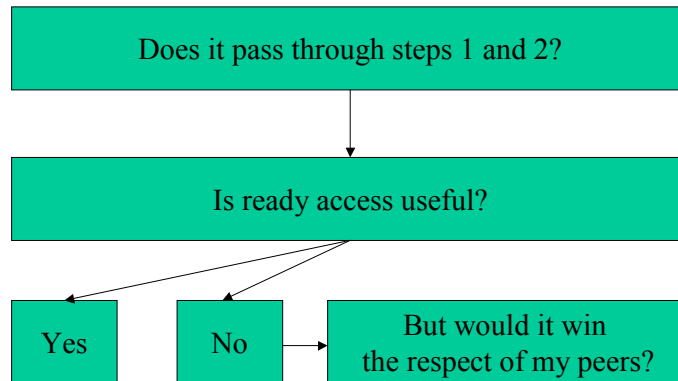 Does it pass through steps 1 and 2?
Is ready access useful?
Yes
No
But would it win
the respect of my peers?